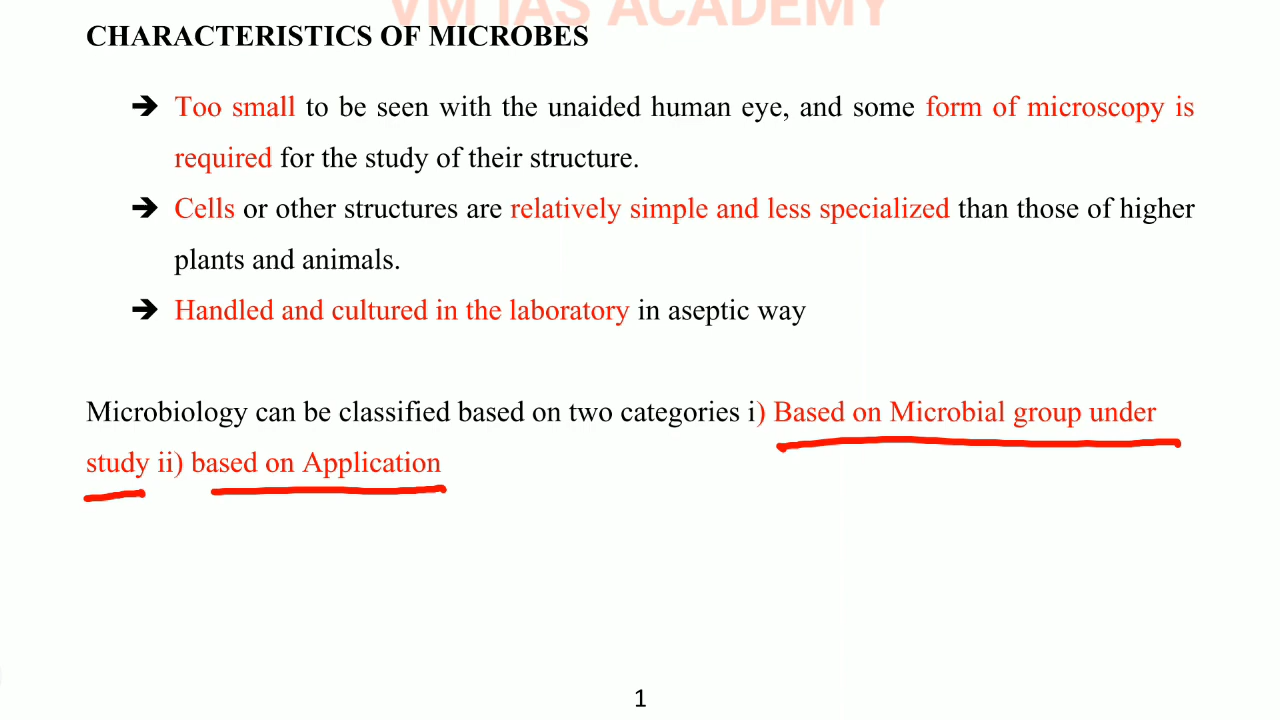 VM IAS ACADEMY
CHARACTERISTICS OF MICROBES
➔ Too small to be seen with the unaided human eye, and some form of microscopy is
required for the study of their structure.
➔ Cells or other structures are relatively simple and less specialized than those of higher
plants and animals.
➔ Handled and cultured in the laboratory in aseptic way
Microbiology can be classified based on two categories i) Based on Microbial group under
study ii) based on Application
1